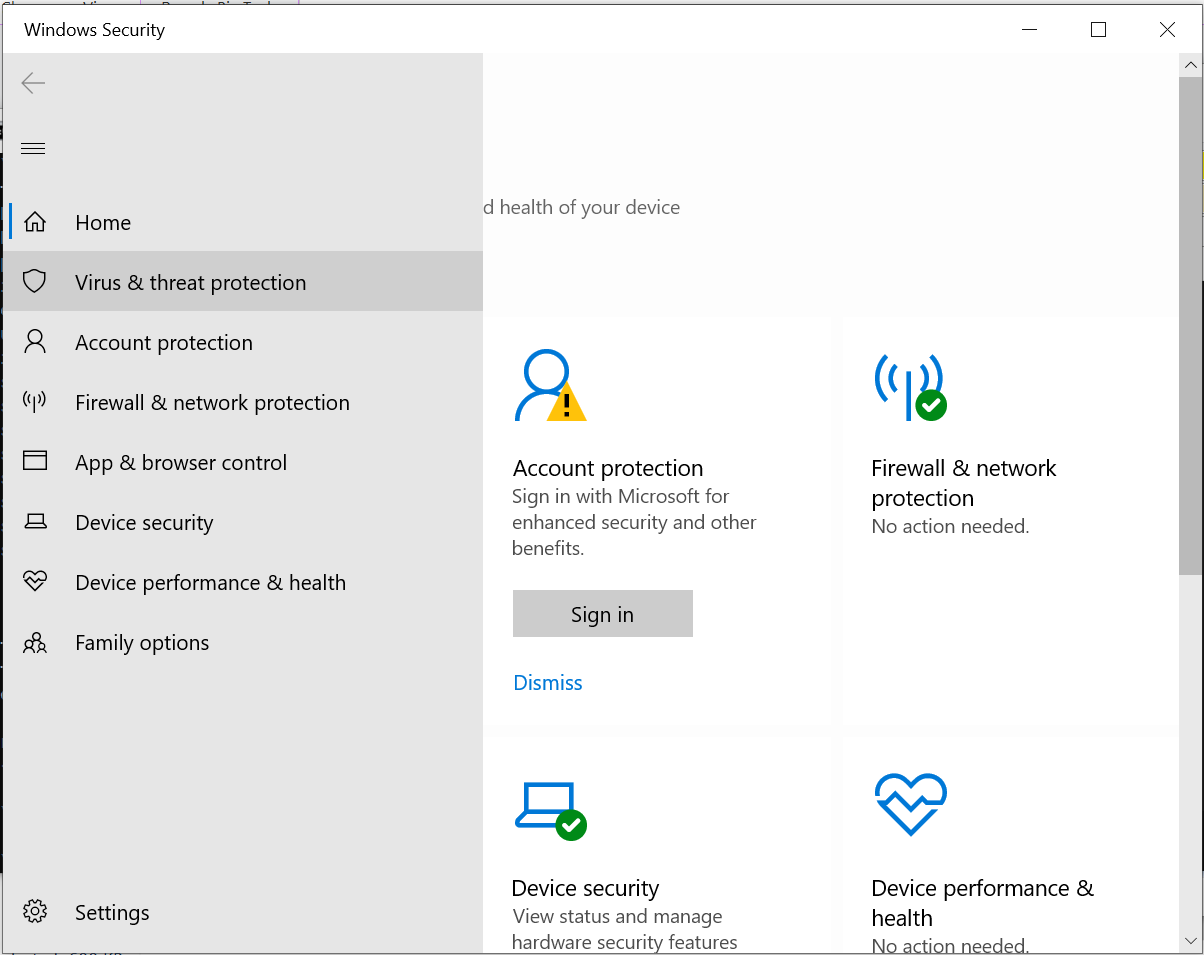 Windows Security
d health of your device
Home
Virus & threat protection
Account protection
Firewall & network protection
App & browser control
Device security
Device performance & health
Family options
Settings
Account protection
Sign in with Microsoft for
enhanced security and other
benefits.
Sign in
Dismiss
Firewall & network
protection
No action needed.
Device security
View status and manage
hardware security features
Device performance &
health
No action needed.